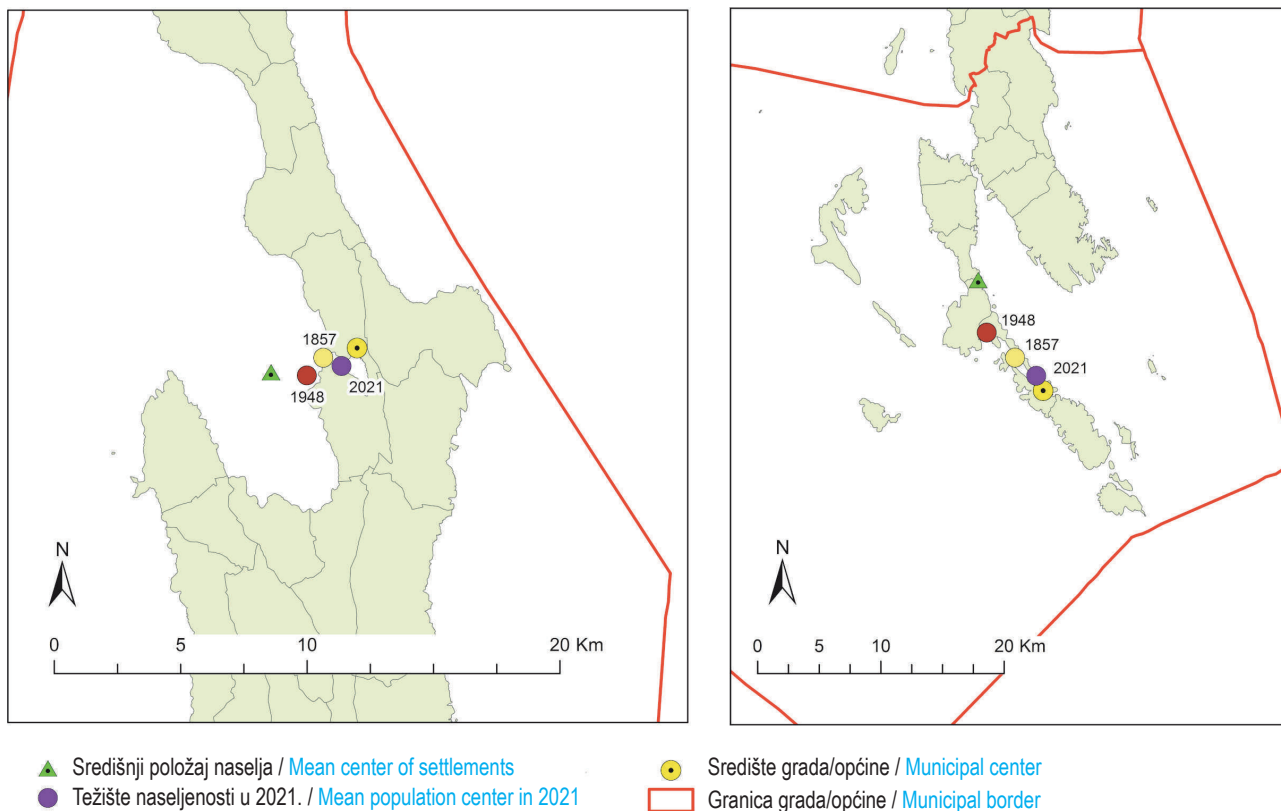 1857
1948
2021
N
0 5 10 20 Km
1948
1857
2021
N
0 5 10 20 Km
Središnji položaj naselja / Mean center of settlements
Težište naseljenosti u 2021. / Mean population center in 2021
Središte grada/općine / Municipal center
Granica grada/općine / Municipal border